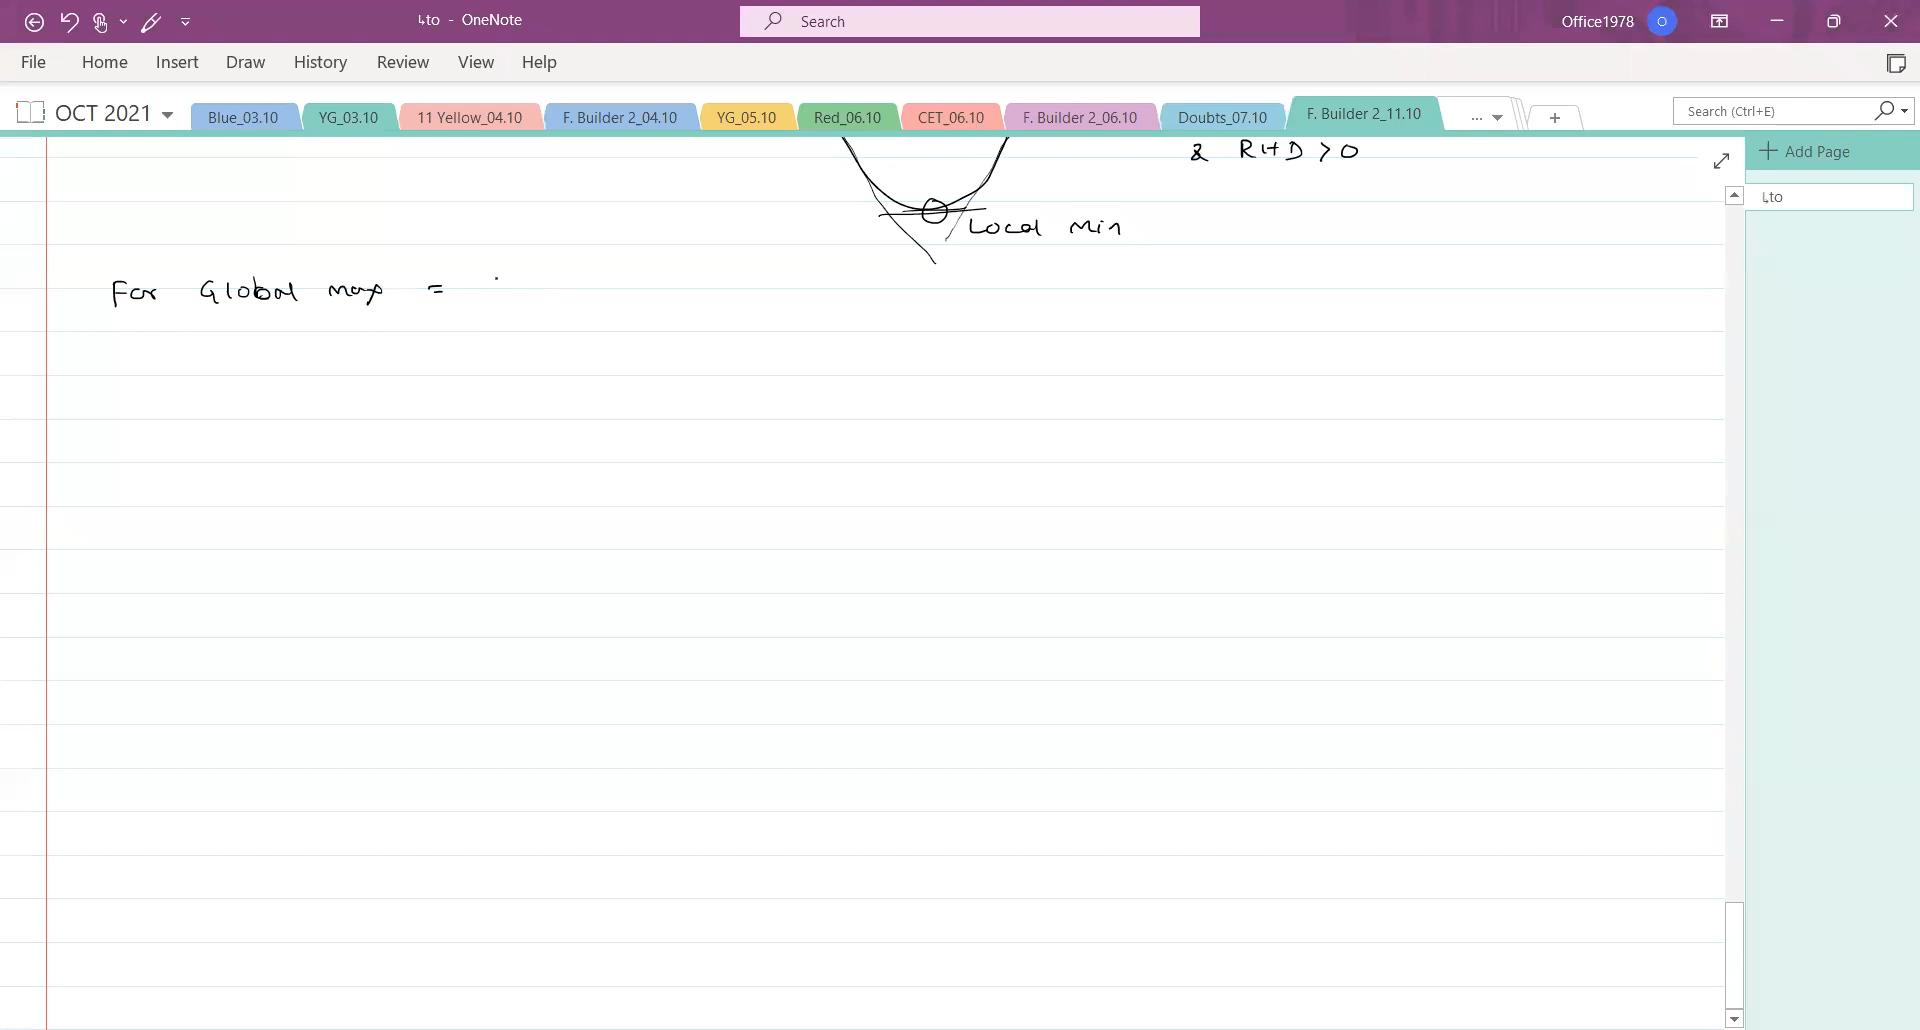 ↳to - OneNote
Search
Office1978
O
File Home Insert Draw History Review View Help
OCT 2021
Blue_03.10 YG_03.10 11 Yellow_04.10 F. Builder 2_04.10 YG_05.10 Red_06.10 CET_06.10 F. Builder 2_06.10 Doubts_07.10 F. Builder 2_11.10 ... +
Search (Ctrl+E)
Add Page
↳to
& RHD > 0
Local Min
For Global max =